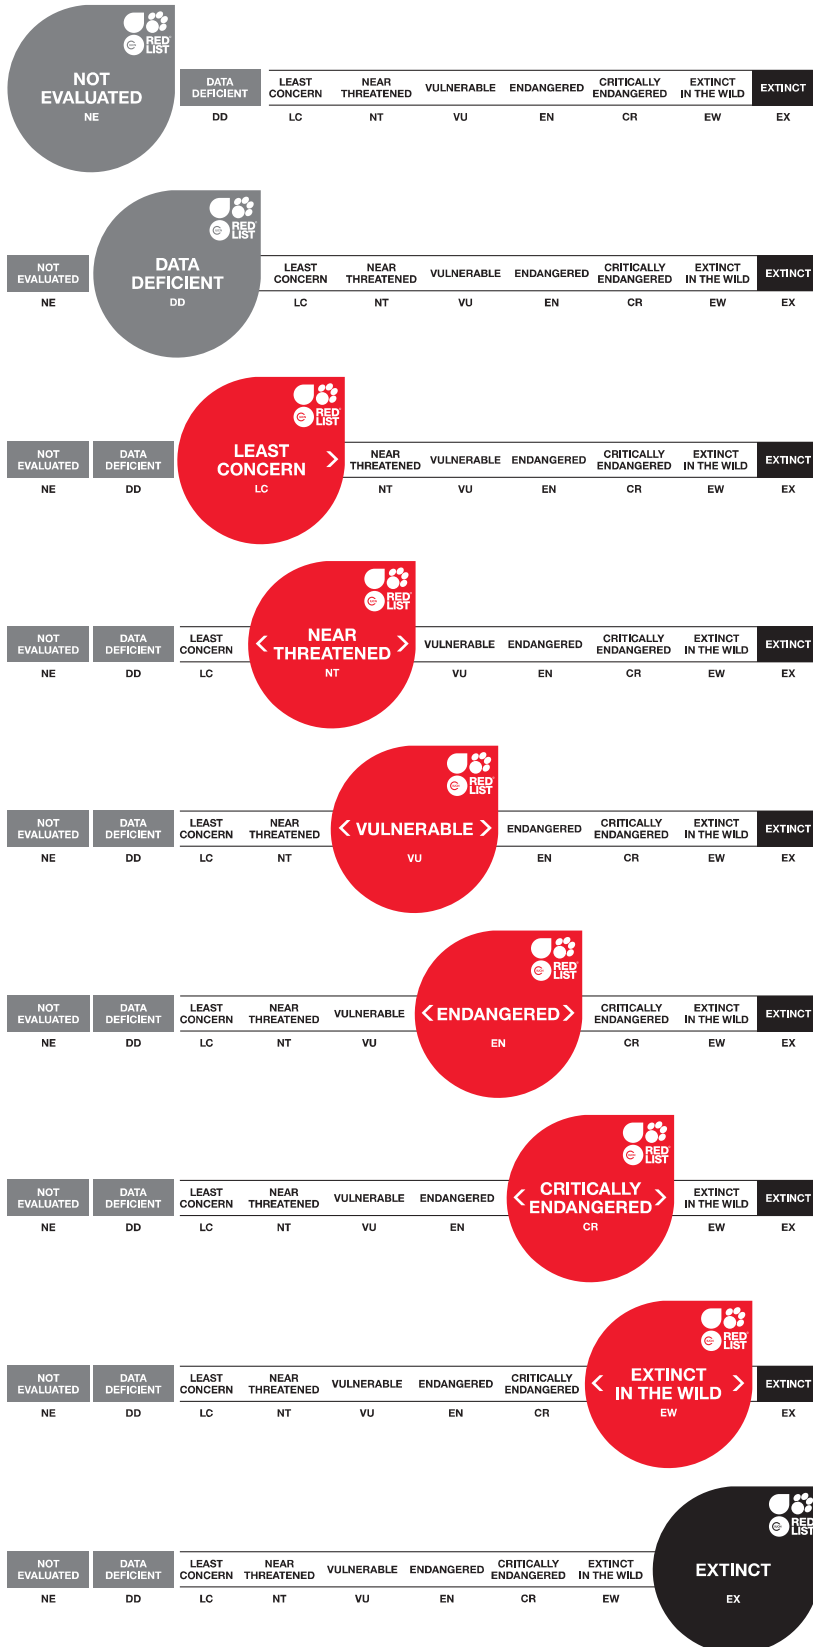 RED
LIST
NOT
EVALUATED
NE
DATA
DEFICIENT
DD
LEAST
CONCERN
LC
NEAR
THREATENED
NT
VULNERABLE
VU
ENDANGERED
EN
CRITICALLY
ENDANGERED
CR
EXTINCT
IN THE WILD
EW
EXTINCT
EX
NOT
EVALUATED
NE
RED
LIST
DATA
DEFICIENT
DD
LEAST
CONCERN
LC
NEAR
THREATENED
NT
VULNERABLE
VU
ENDANGERED
EN
CRITICALLY
ENDANGERED
CR
EXTINCT
IN THE WILD
EW
EXTINCT
EX
NOT
EVALUATED
NE
DATA
DEFICIENT
DD
RED
LIST
LEAST
CONCERN
LC
NEAR
THREATENED
NT
VULNERABLE
VU
ENDANGERED
EN
CRITICALLY
ENDANGERED
CR
EXTINCT
IN THE WILD
EW
EXTINCT
EX
NOT
EVALUATED
NE
DATA
DEFICIENT
DD
LEAST
CONCERN
LC
RED
LIST
NEAR
THREATENED
NT
VULNERABLE
VU
ENDANGERED
EN
CRITICALLY
ENDANGERED
CR
EXTINCT
IN THE WILD
EW
EXTINCT
EX
NOT
EVALUATED
NE
DATA
DEFICIENT
DD
LEAST
CONCERN
LC
NEAR
THREATENED
NT
RED
LIST
VULNERABLE
VU
ENDANGERED
EN
CRITICALLY
ENDANGERED
CR
EXTINCT
IN THE WILD
EW
EXTINCT
EX
NOT
EVALUATED
NE
DATA
DEFICIENT
DD
LEAST
CONCERN
LC
NEAR
THREATENED
NT
VULNERABLE
VU
RED
LIST
ENDANGERED
EN
CRITICALLY
ENDANGERED
CR
EXTINCT
IN THE WILD
EW
EXTINCT
EX
NOT
EVALUATED
NE
DATA
DEFICIENT
DD
LEAST
CONCERN
LC
NEAR
THREATENED
NT
VULNERABLE
VU
ENDANGERED
EN
RED
LIST
CRITICALLY
ENDANGERED
CR
EXTINCT
IN THE WILD
EW
EXTINCT
EX
NOT
EVALUATED
NE
DATA
DEFICIENT
DD
LEAST
CONCERN
LC
NEAR
THREATENED
NT
VULNERABLE
VU
ENDANGERED
EN
CRITICALLY
ENDANGERED
CR
RED
LIST
EXTINCT
IN THE WILD
EW
EXTINCT
EX
NOT
EVALUATED
NE
DATA
DEFICIENT
DD
LEAST
CONCERN
LC
NEAR
THREATENED
NT
VULNERABLE
VU
ENDANGERED
EN
CRITICALLY
ENDANGERED
CR
EXTINCT
IN THE WILD
EW
RED
LIST
EXTINCT
EX